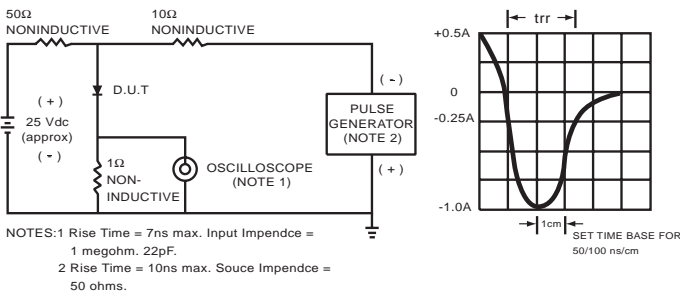 50Ω
NONINDUCTIVE
10Ω
NONINDUCTIVE
( + )
25 Vdc
(approx)
( - )
D.U.T
1Ω
NON-
INDUCTIVE
OSCILLOSCOPE
(NOTE 1)
( - )
PULSE
GENERATOR
(NOTE 2)
( + )
trr
+0.5A
0
-0.25A
-1.0A
1cm
SET TIME BASE FOR
50/100 ns/cm
NOTES:1 Rise Time = 7ns max. Input Impendce =
1 megohm. 22pF.
2 Rise Time = 10ns max. Souce Impendce =
50 ohms.